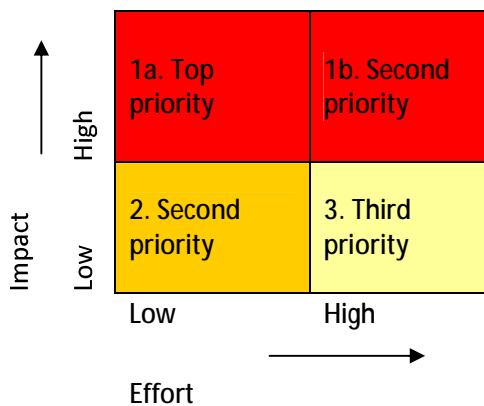 1a. Top
priority
1b. Second
priority
High
2. Second
priority
3. Third
priority
Low
Impact
Low
High
Effort